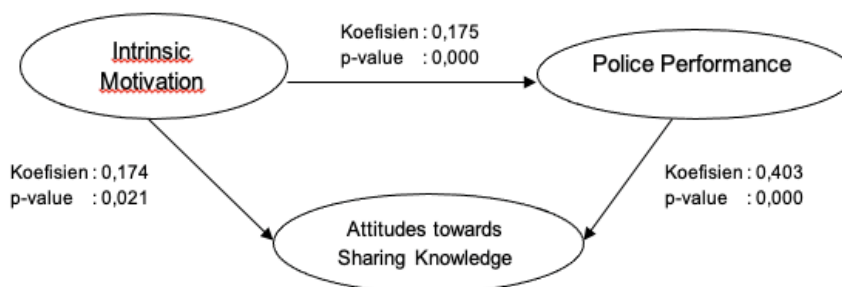 Koefisien : 0,175
p-value : 0,000
Intrinsic
Motivation
Police Performance
Koefisien : 0,174
p-value : 0,021
Koefisien : 0,403
p-value : 0,000
Attitudes towards
Sharing Knowledge